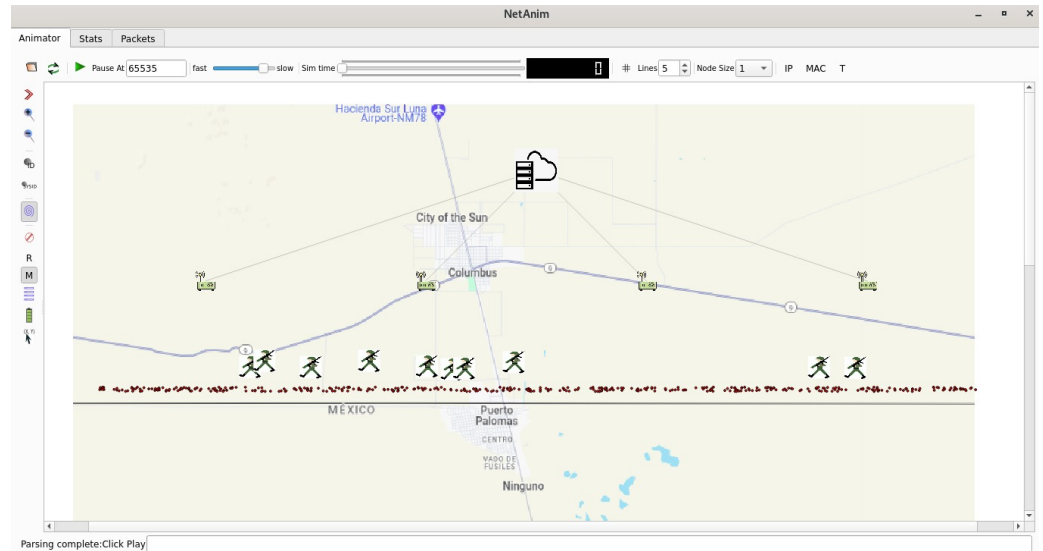 NetAnim
Animator Stats Packets
Pause At 65535 fast slow Sim time 0 # Lines 5 Node Size 1 IP MAC T
Hacienda Sur Luna
Airport-NM78
City of the Sun
Columbus
9
9
9
R
M
MÉXICO
Puerto
Palomas
CENTRO
VADO DE
FUSILES
Ninguno
Parsing complete:Click Play